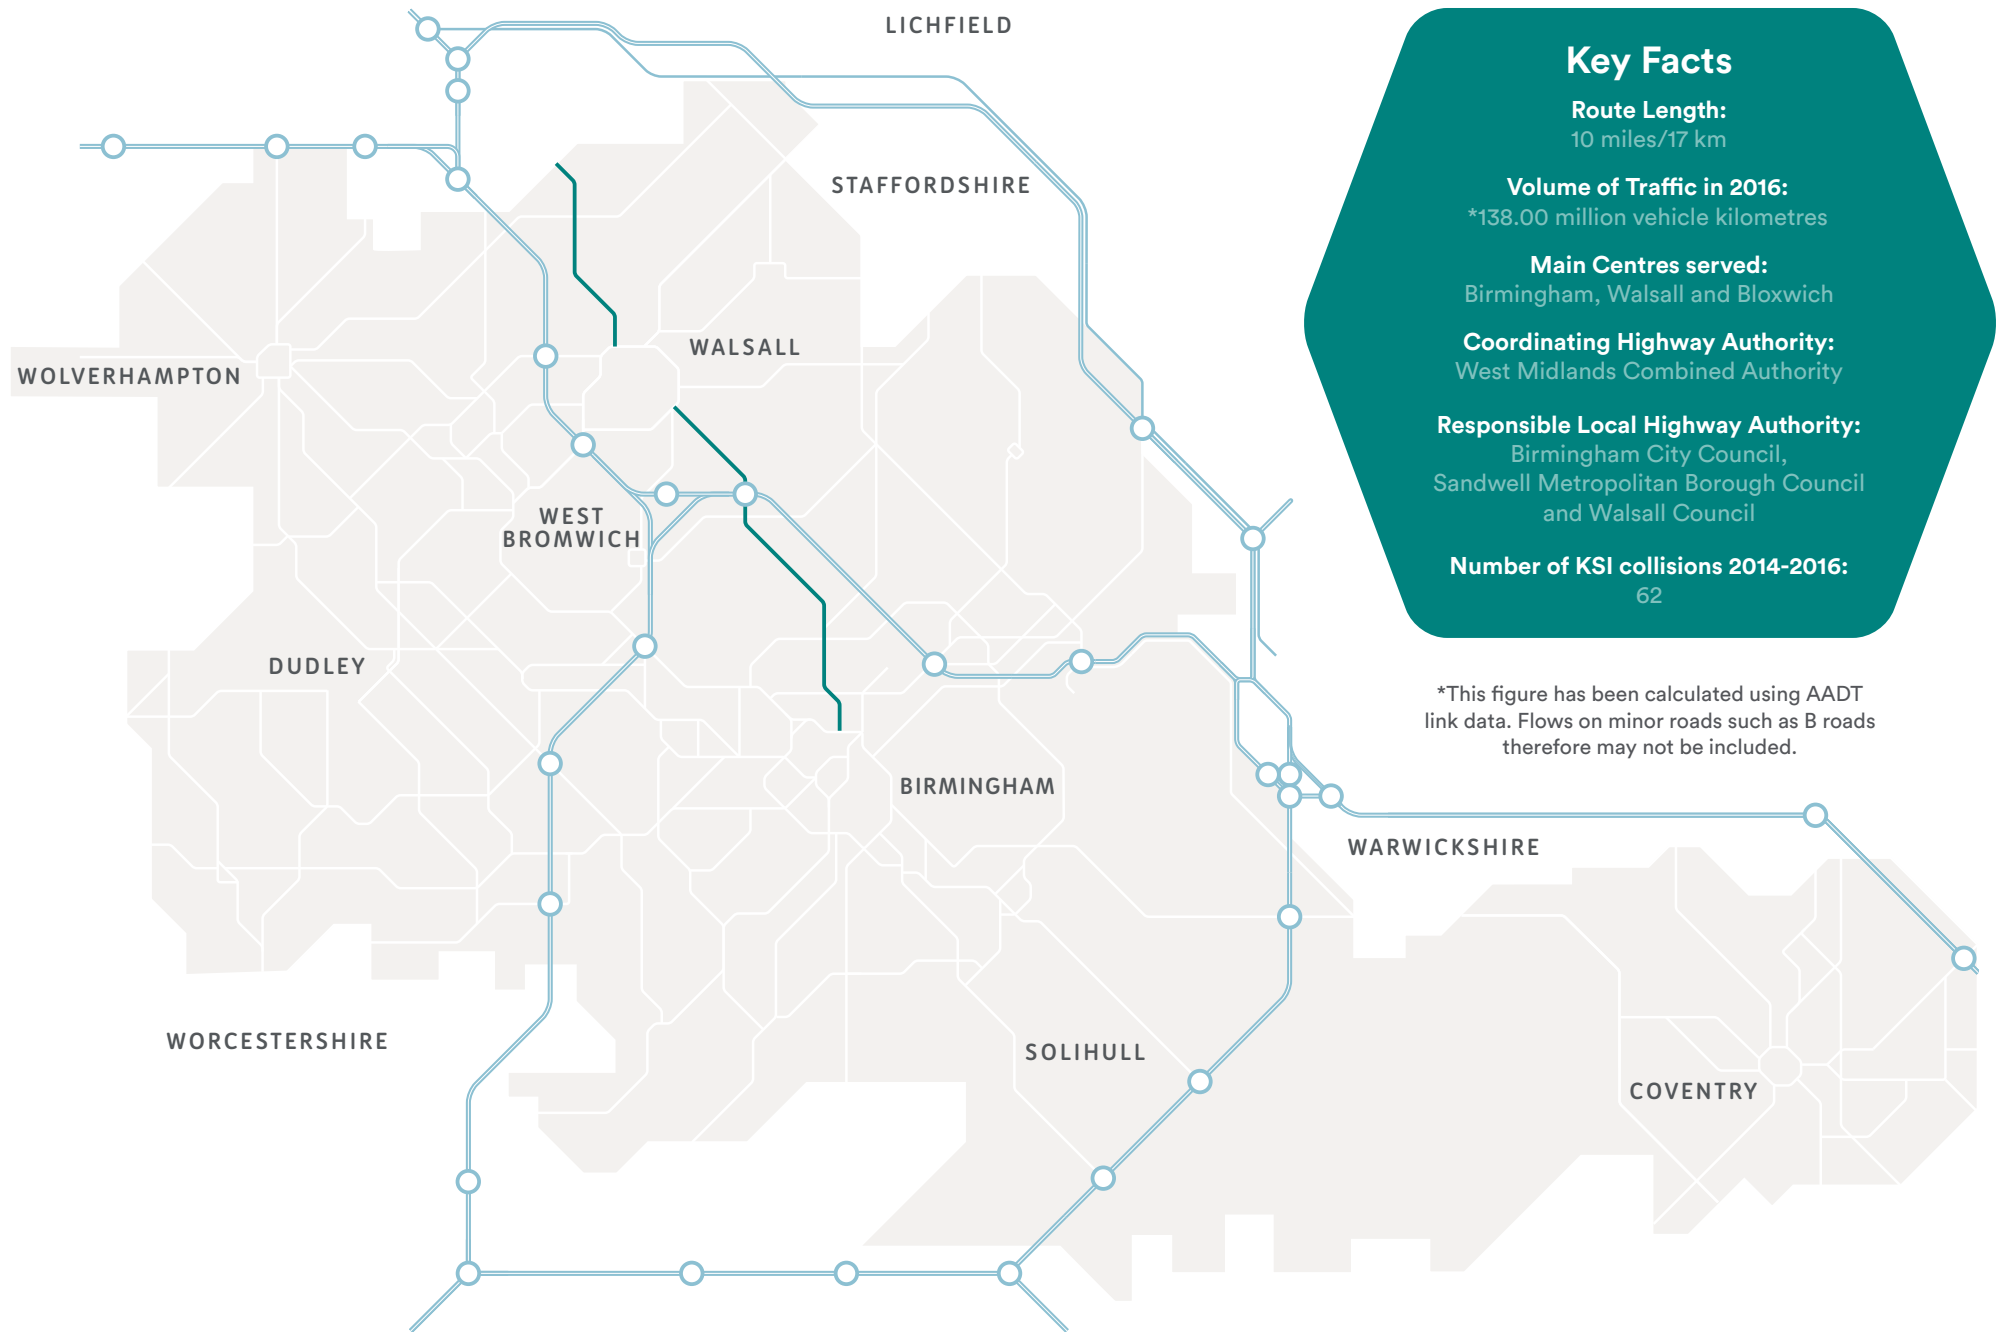 LICHFIELD
STAFFORDSHIRE
WALSALL
WOLVERHAMPTON
WEST
BROMWICH
DUDLEY
BIRMINGHAM
WARWICKSHIRE
WORCESTERSHIRE
SOLIHULL
COVENTRY
Key Facts
Route Length:
10 miles/17 km
Volume of Traffic in 2016:
*138.00 million vehicle kilometres
Main Centres served:
Birmingham, Walsall and Bloxwich
Coordinating Highway Authority:
West Midlands Combined Authority
Responsible Local Highway Authority:
Birmingham City Council,
Sandwell Metropolitan Borough Council
and Walsall Council
Number of KSI collisions 2014-2016:
62
*This figure has been calculated using AADT
link data. Flows on minor roads such as B roads
therefore may not be included.